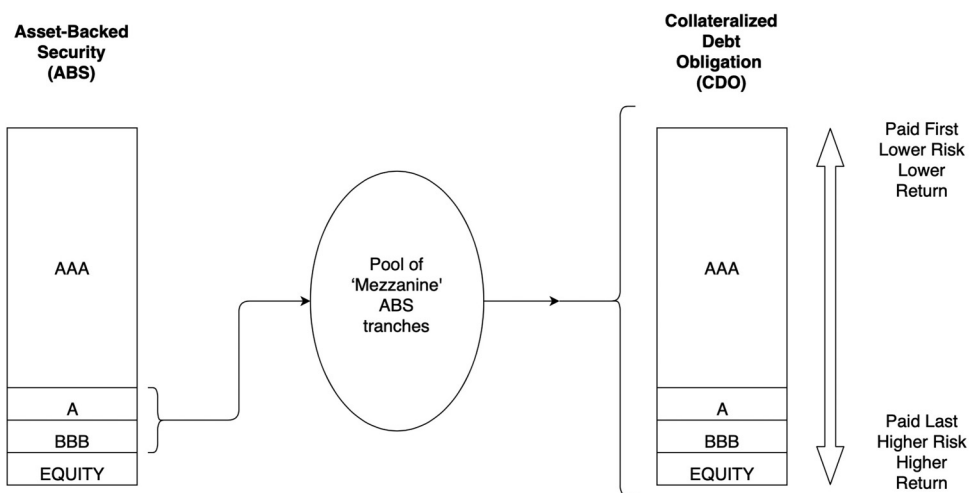 Asset-Backed
Security
(ABS)
AAA
A
BBB
EQUITY
Pool of
‘Mezzanine'
ABS
tranches
Collateralized
Debt
Obligation
(CDO)
AAA
A
BBB
EQUITY
Paid First
Lower Risk
Lower
Return
Paid Last
Higher Risk
Higher
Return